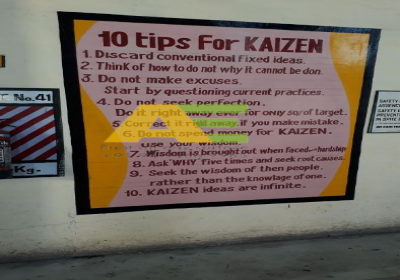 10 tips For KAIZEN
1. Discard conventional fixed ideas.
2. Think of how to do not why it cannot be don.
3. Do not make excuses.
Start by questioning current practices.
4. Do not seek perfection.
Do it right away even for only 50% of target.
5. Correct it right away, if you make mistake.
6. Do not spend money for KAIZEN.
Use your wisdom.
7. Wisdom is brought out when faced hardship
8. Ask WHY five times and seek root causes.
9. Seek the wisdom of then people.
rather than the knowlage of one.
10. KAIZEN ideas are infinite.
No.41
Kg.
SAFETY